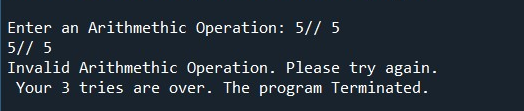 Enter an Arithmethic Operation: 5// 5
5// 5
Invalid Arithmethic Operation. Please try again.
Your 3 tries are over. The program Terminated.